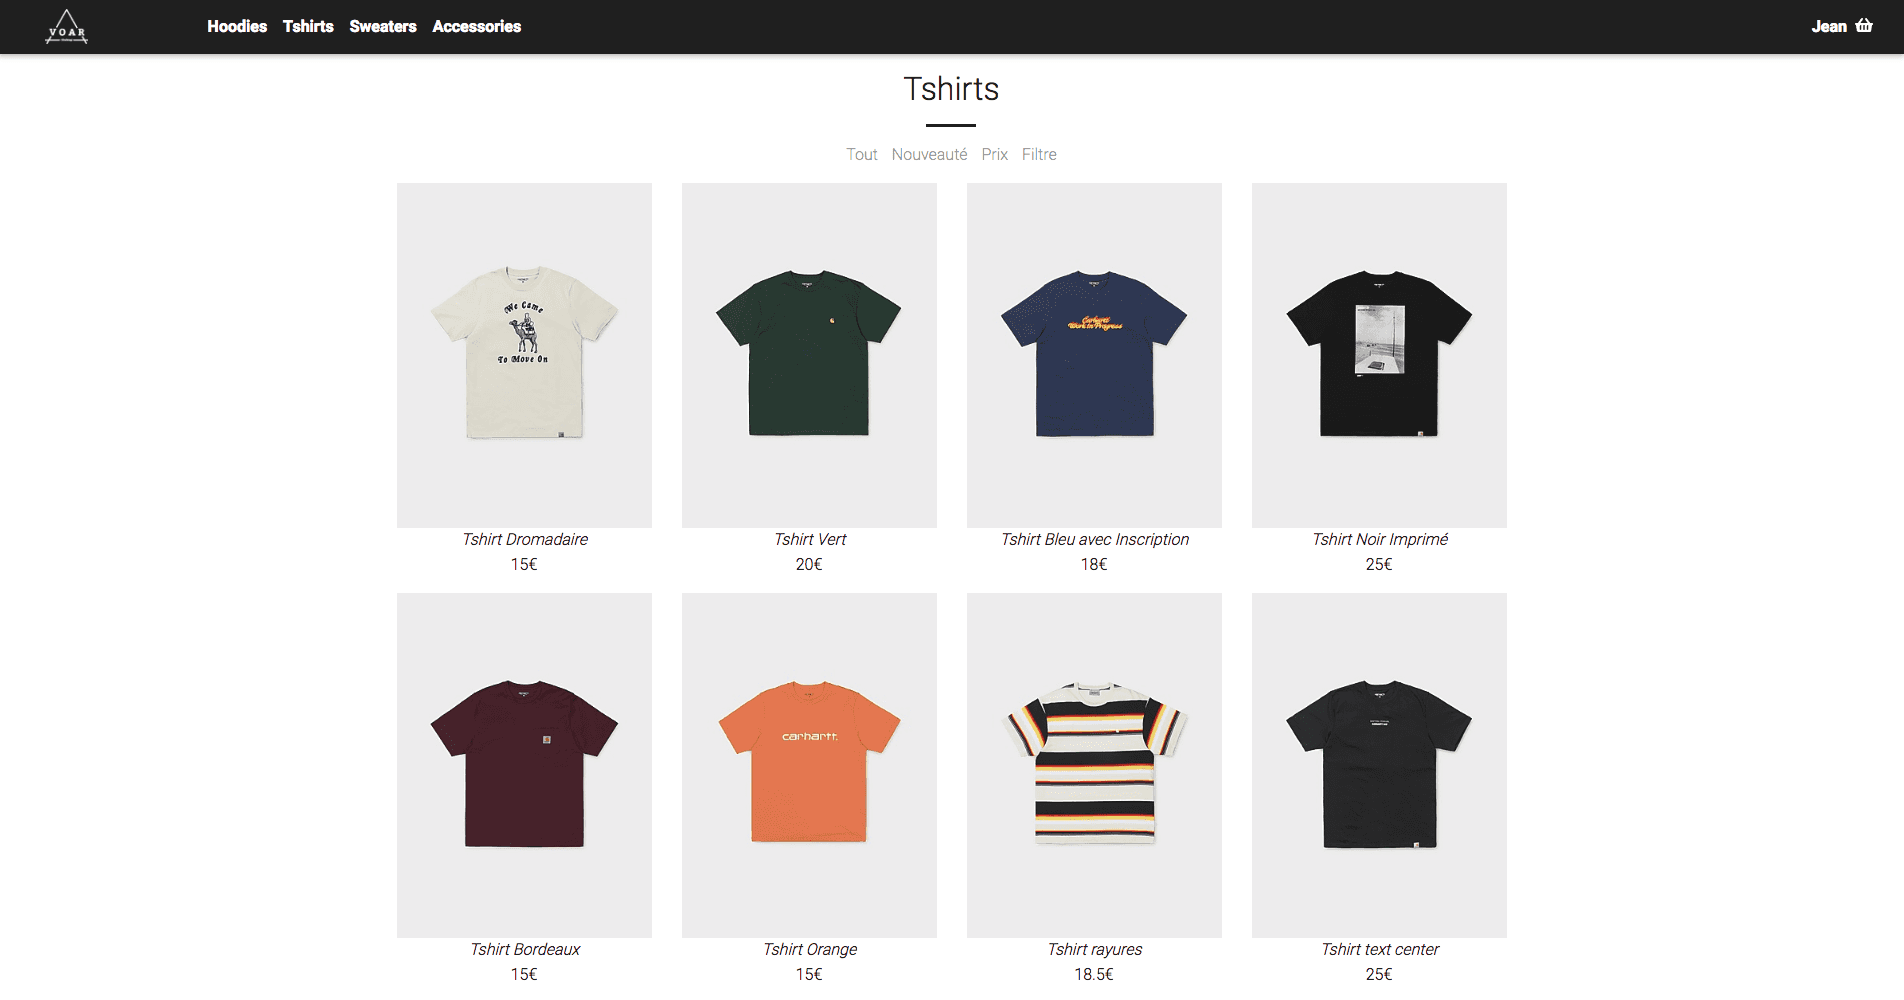 VOAR
Hoodies Tshirts Sweaters Accessories
Jean
Tshirts
Tout Nouveauté Prix Filtre
We Came
To Move On
Carhartt
Work in Progress
Tshirt Dromadaire
Tshirt Vert
Tshirt Bleu avec Inscription
Tshirt Noir Imprimé
15€
20€
18€
25€
carhartt.
Tshirt Bordeaux
Tshirt Orange
Tshirt rayures
Tshirt text center
15€
15€
18.5€
25€